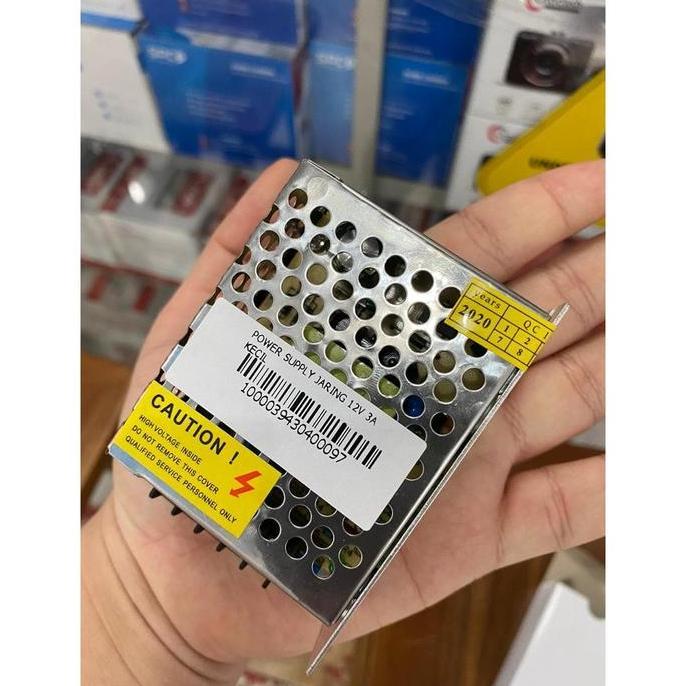 years
2020
QC
1 2
7 8
POWER SUPPLY JARING 12V 3A
KECIL
1000039430400097
CAUTION !
HIGH VOLTAGE INSIDE
DO NOT REMOVE THIS COVER
QUALIFIED SERVICE PERSONNEL ONLY